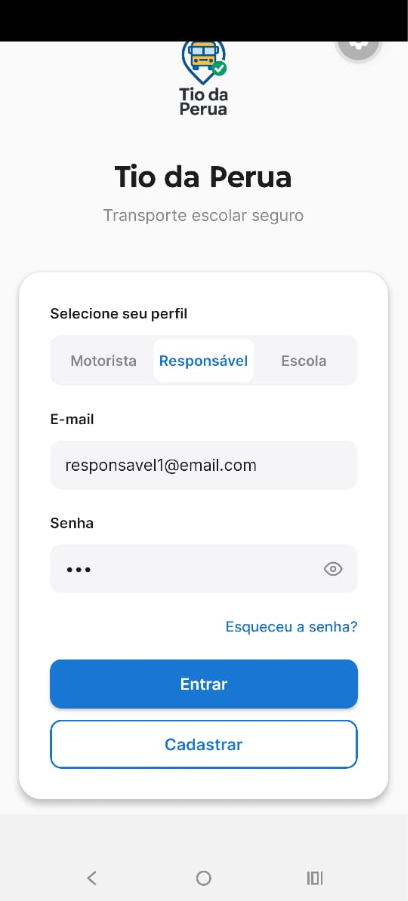 Tio da
Perua
Tio da Perua
Transporte escolar seguro
Selecione seu perfil
Motorista Responsável Escola
E-mail
responsavel1@email.com
Senha
•••
Esqueceu a senha?
Entrar
Cadastrar